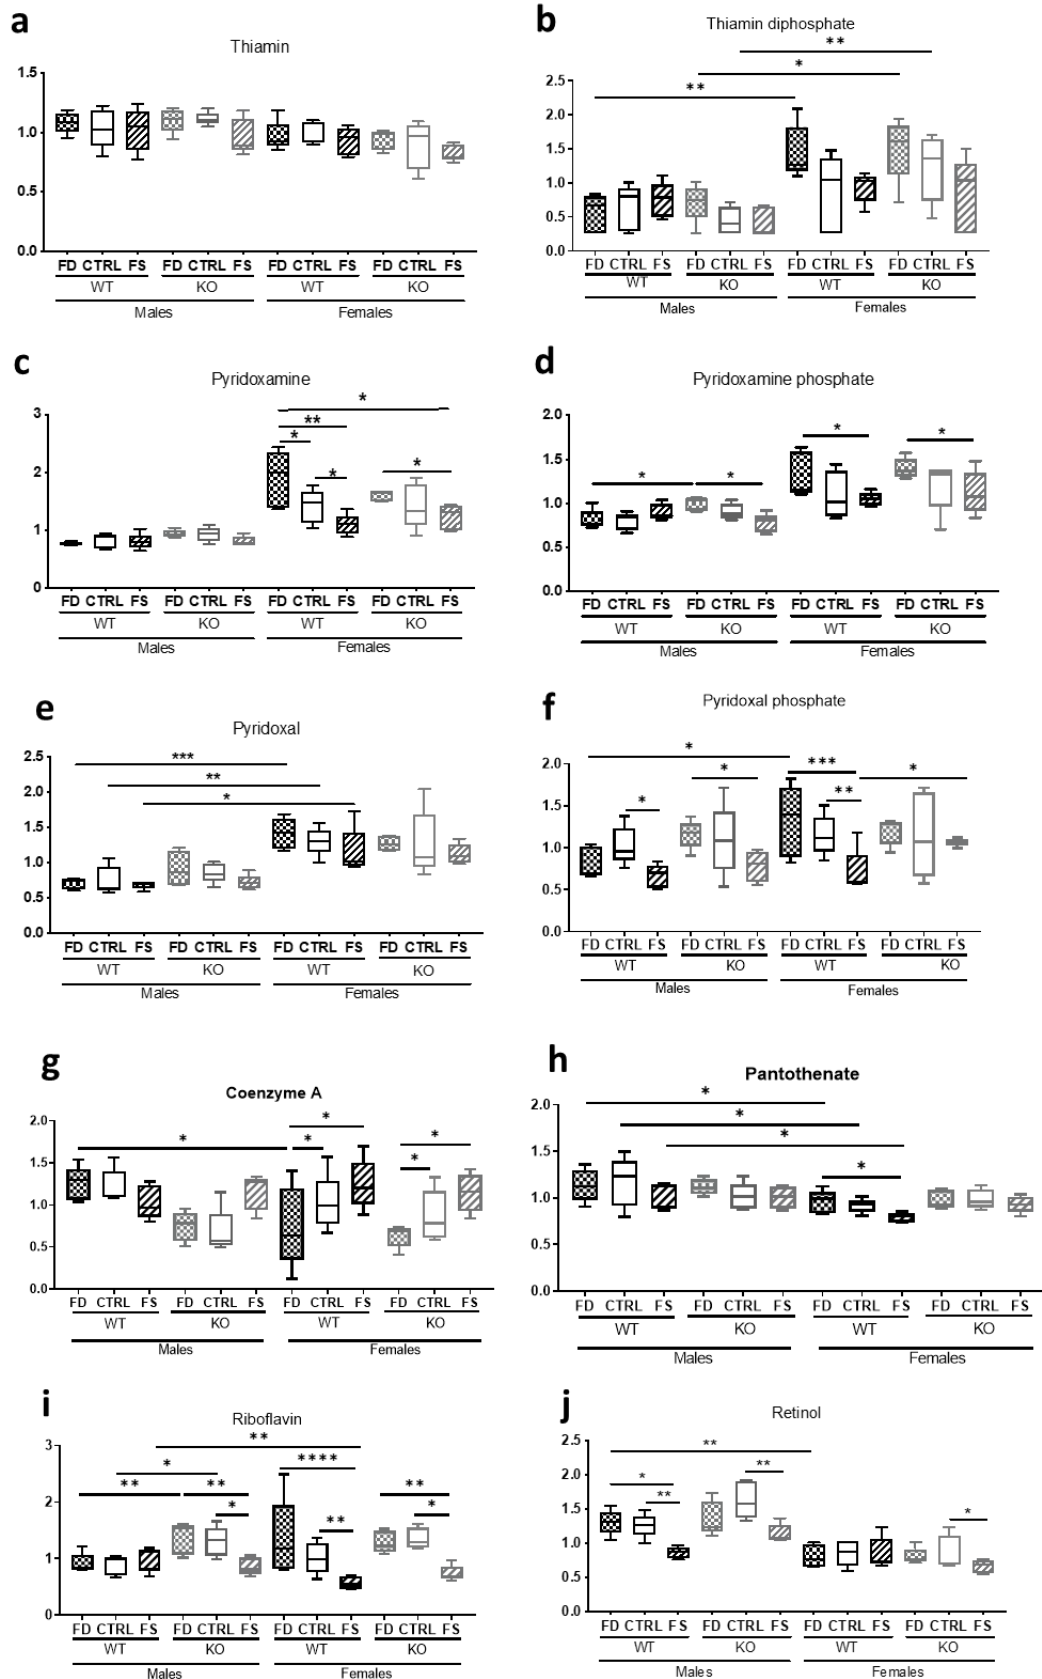 a
Thiamin
1.5
1.0
0.5
0.0
FD CTRL FS FD CTRL FS FD CTRL FS FD CTRL FS
WT KO WT KO
Males Females
b
Thiamin diphosphate
**
*
**
2.5
2.0
1.5
1.0
0.5
0.0
FD CTRL FS FD CTRL FS FD CTRL FS FD CTRL FS
WT KO WT KO
Males Females
c
Pyridoxamine
*
**
*
*
*
3
2
1
0
FD CTRL FS FD CTRL FS FD CTRL FS FD CTRL FS
WT KO WT KO
Males Females
d
Pyridoxamine phosphate
* *
* *
2.0
1.5
1.0
0.5
0.0
FD CTRL FS FD CTRL FS FD CTRL FS FD CTRL FS
WT KO WT KO
Males Females
e
Pyridoxal
***
**
*
2.5
2.0
1.5
1.0
0.5
0.0
FD CTRL FS FD CTRL FS FD CTRL FS FD CTRL FS
WT KO WT KO
Males Females
f
Pyridoxal phosphate
*
* *** *
* **
2.0
1.5
1.0
0.5
0.0
FD CTRL FS FD CTRL FS FD CTRL FS FD CTRL FS
WT KO WT KO
Males Females
g
Coenzyme A
*
* * *
*
2.0
1.5
1.0
0.5
0.0
FD CTRL FS FD CTRL FS FD CTRL FS FD CTRL FS
WT KO WT KO
Males Females
h
Pantothenate
*
*
*
*
2.0
1.5
1.0
0.5
0.0
FD CTRL FS FD CTRL FS FD CTRL FS FD CTRL FS
WT KO WT KO
Males Females
i
Riboflavin
**
* ****
** ** **
* ** *
3
2
1
0
FD CTRL FS FD CTRL FS FD CTRL FS FD CTRL FS
WT KO WT KO
Males Females
j
Retinol
**
* **
** *
2.5
2.0
1.5
1.0
0.5
0.0
FD CTRL FS FD CTRL FS FD CTRL FS FD CTRL FS
WT KO WT KO
Males Females